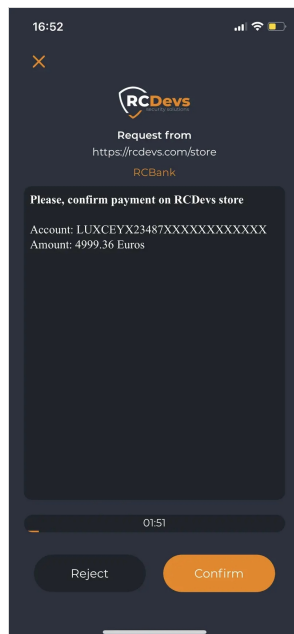 16:52
RCDevs
security solutions
Request from
https://rcdevs.com/store
RCBank
Please, confirm payment on RCDevs store
Account: LUXCEYX23487XXXXXXXXXXXX
Amount: 4999.36 Euros
01:51
Reject
Confirm